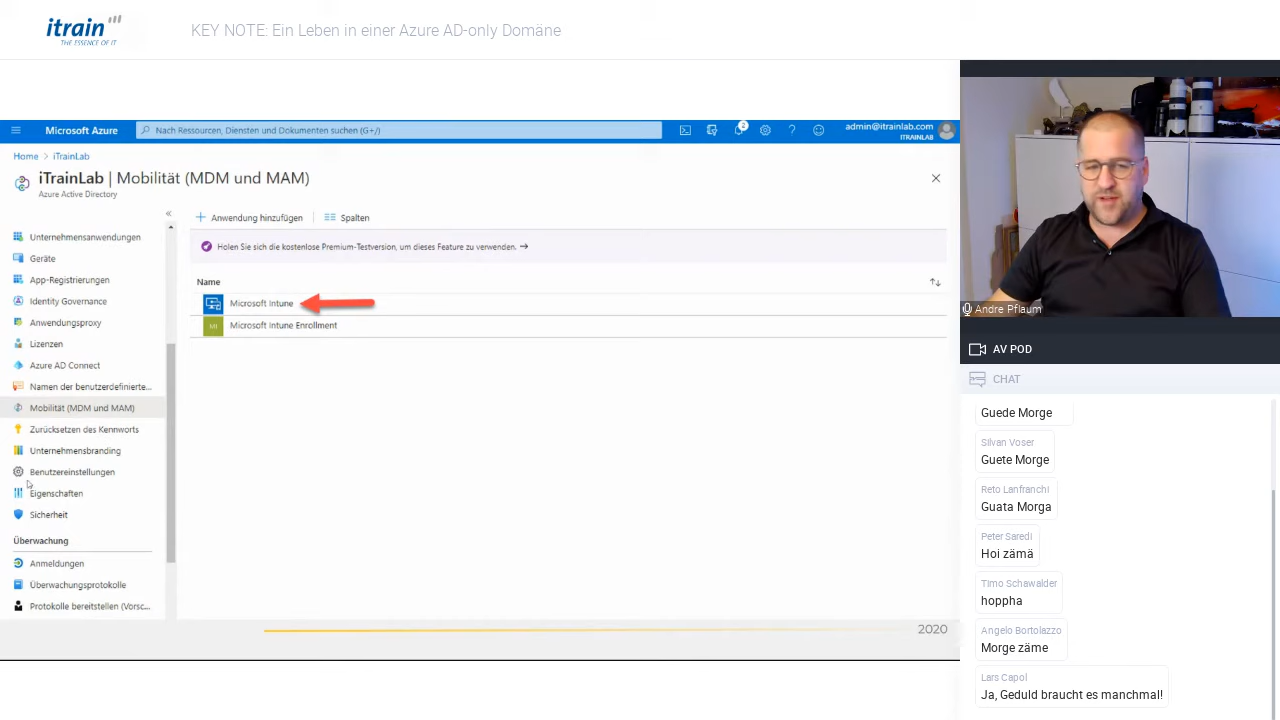 itrain
THE ESSENCE OF IT
KEY NOTE: Ein Leben in einer Azure AD-only Domäne
Microsoft Azure
Nach Ressourcen, Diensten und Dokumenten suchen (G+/)
2
admin@itrainlab.com
ITRAINLAB
Home > iTrainLab
iTrainLab | Mobilität (MDM und MAM)
Azure Active Directory
Unternehmensanwendungen
Geräte
App-Registrierungen
Identity Governance
Anwendungsproxy
Lizenzen
Azure AD Connect
Namen der benutzerdefinierte...
Mobilität (MDM und MAM)
Zurücksetzen des Kennworts
Unternehmensbranding
Benutzereinstellungen
Eigenschaften
Sicherheit
Überwachung
Anmeldungen
Überwachungsprotokolle
Protokolle bereitstellen (Vorsc...
Anwendung hinzufügen
Spalten
Holen Sie sich die kostenlose Premium-Testversion, um dieses Feature zu verwenden. →
Name
Microsoft Intune
MI
Microsoft Intune Enrollment
2020
Andre Pflaum
AV POD
CHAT
Guede Morge
Silvan Voser
Guete Morge
Reto Lanfranchi
Guata Morga
Peter Saredi
Hoi zämä
Timo Schawalder
hoppha
Angelo Bortolazzo
Morge zäme
Lars Capol
Ja, Geduld braucht es manchmal!